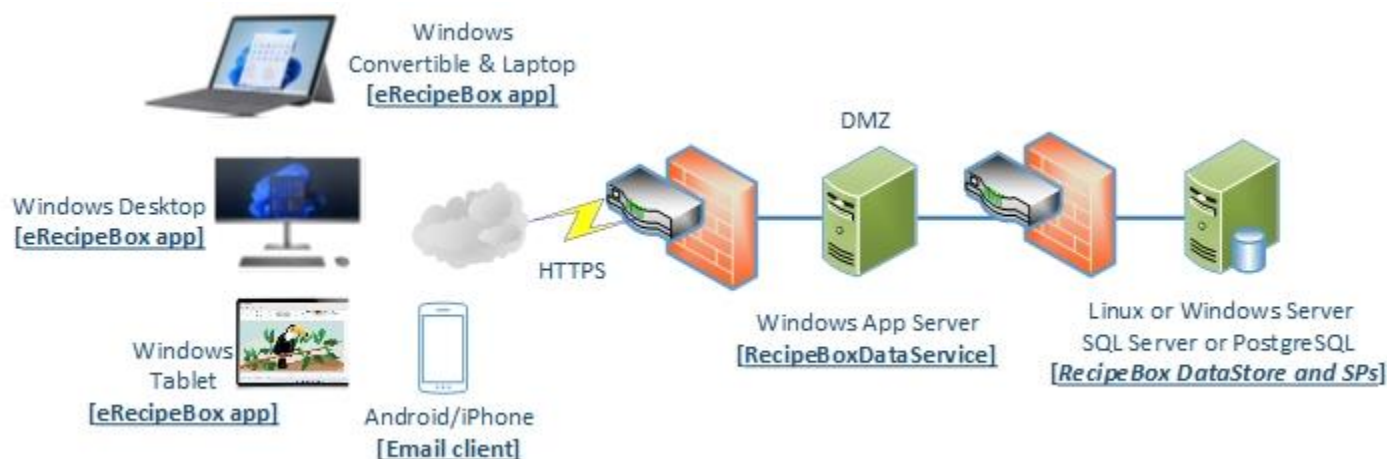 Windows
Convertible & Laptop
[eRecipeBox app]
Windows Desktop
[eRecipeBox app]
Windows
Tablet
[eRecipeBox app]
Android/iPhone
[Email client]
HTTPS
DMZ
Windows App Server
[RecipeBoxDataService]
Linux or Windows Server
SQL Server or PostgreSQL
[RecipeBox DataStore and SPs]